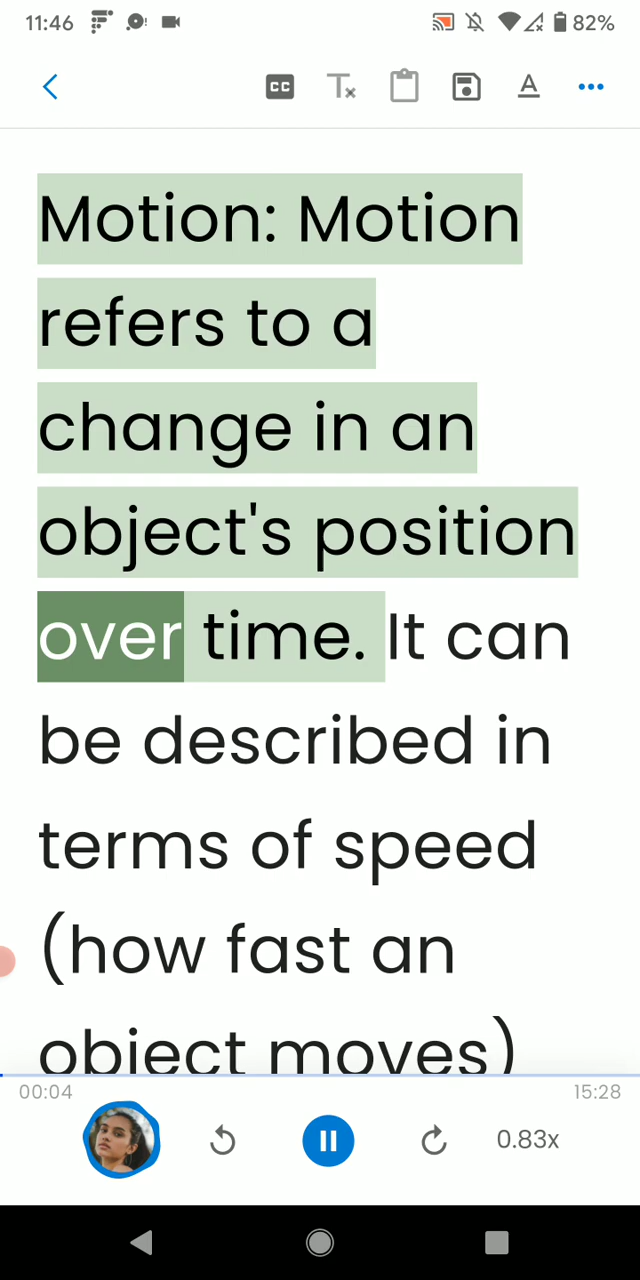 11:46
82%
CC
Motion: Motion
refers to a
change in an
object's position
over time. It can
be described in
terms of speed
(how fast an
object moves)
00:04
15:28
0.83x